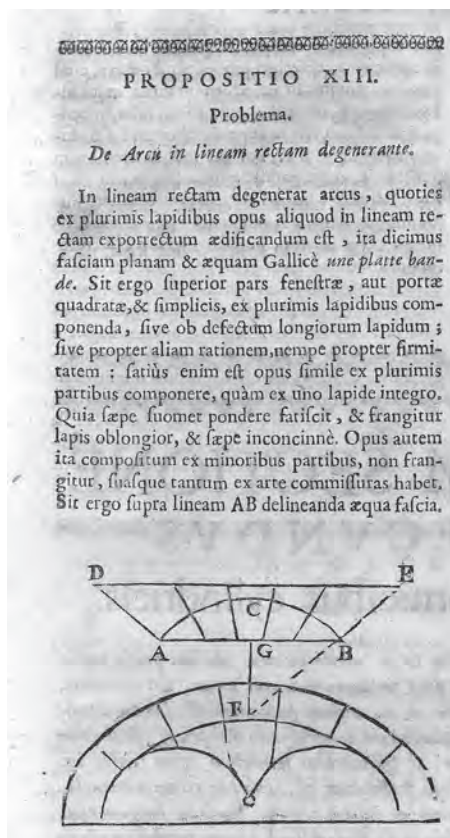 PROPOSITIO XIII.
Problema.
De Arcu in lineam rectam degenerante.
In lineam rectam degenerat arcus, quoties
ex plurimis lapidibus opus aliquod in lineam re-
ctam exporrectum ædificandum eſt, ita dicimus
faſciam planam & æquam Gallicè une platte ban-
de. Sit ergo ſuperior pars feneſtræ, aut portæ
quadratæ,& ſimplicis, ex plurimis lapidibus com-
ponenda, ſive ob defectum longiorum lapidum ;
ſive propter aliam rationem,nempe propter firmi-
tatem : ſatiùs enim eſt opus ſimile ex plurimis
partibus componere, quàm ex uno lapide integro.
Quia ſæpe ſuomet pondere fatiſcit, & frangitur
lapis oblongior, & ſæpe inconcinnè. Opus autem
ita compoſitum ex minoribus partibus, non fran-
gitur, ſuaſque tantum ex arte commiſſuras habet.
Sit ergo ſupra lineam AB delineanda æqua faſcia.
D E
C
A G B
F